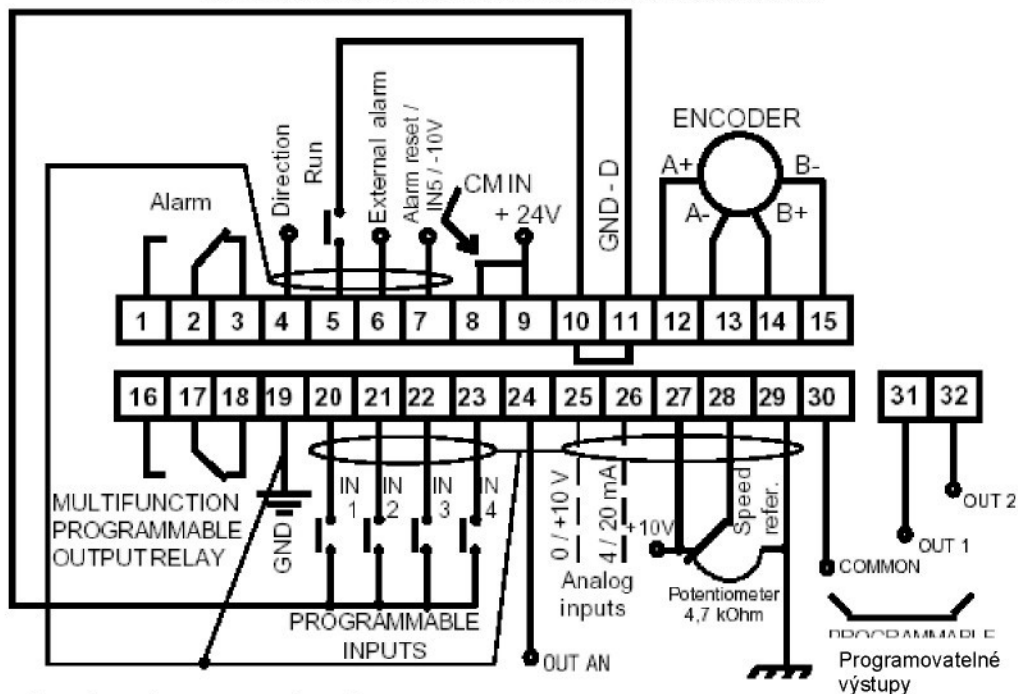 ENCODER
A+
B-
A-
B+
Alarm
Direction
Run
External alarm
Alarm reset /
IN5 / -10V
CM IN
+ 24V
GND - D
1 2 3 4 5 6 7 8 9 10 11 12 13 14 15
16 17 18 19 20 21 22 23 24 25 26 27 28 29 30 31 32
MULTIFUNCTION
PROGRAMMABLE
OUTPUT RELAY
GND
IN
1
IN
2
IN
3
IN
4
PROGRAMMABLE
INPUTS
OUT AN
0 / +10 V
4 / 20 mA
Analog
inputs
+10V
Speed
refer.
Potentiometer
4,7 kOhm
COMMON
OUT 1
OUT 2
PROGRAMMABLE
Programovatelné
výstupy